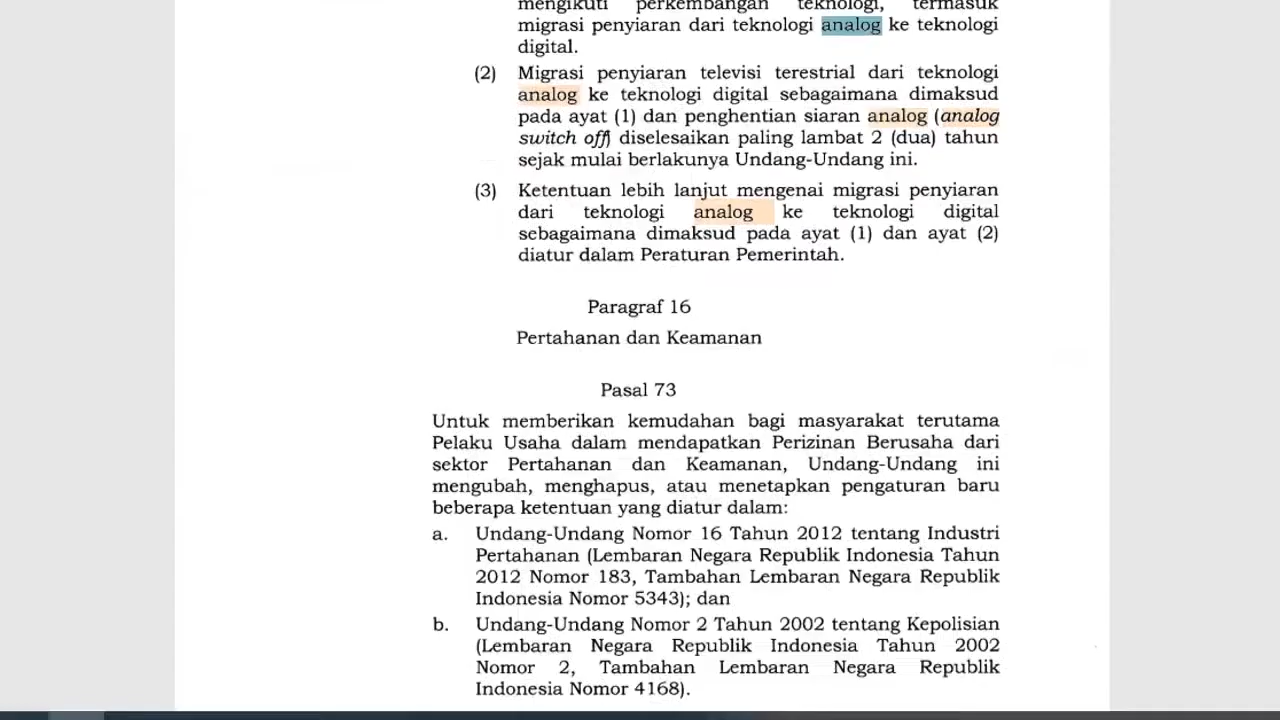 mengikuti perkembangan teknologi, termasuk
migrasi penyiaran dari teknologi analog ke teknologi
digital.
(2) Migrasi penyiaran televisi terestrial dari teknologi
analog ke teknologi digital sebagaimana dimaksud
pada ayat (1) dan penghentian siaran analog (analog
switch off) diselesaikan paling lambat 2 (dua) tahun
sejak mulai berlakunya Undang-Undang ini.
(3) Ketentuan lebih lanjut mengenai migrasi penyiaran
dari teknologi analog ke teknologi digital
sebagaimana dimaksud pada ayat (1) dan ayat (2)
diatur dalam Peraturan Pemerintah.
Paragraf 16
Pertahanan dan Keamanan
Pasal 73
Untuk memberikan kemudahan bagi masyarakat terutama
Pelaku Usaha dalam mendapatkan Perizinan Berusaha dari
sektor Pertahanan dan Keamanan, Undang-Undang ini
mengubah, menghapus, atau menetapkan pengaturan baru
beberapa ketentuan yang diatur dalam:
a. Undang-Undang Nomor 16 Tahun 2012 tentang Industri
Pertahanan (Lembaran Negara Republik Indonesia Tahun
2012 Nomor 183, Tambahan Lembaran Negara Republik
Indonesia Nomor 5343); dan
b. Undang-Undang Nomor 2 Tahun 2002 tentang Kepolisian
(Lembaran Negara Republik Indonesia Tahun 2002
Nomor 2, Tambahan Lembaran Negara Republik
Indonesia Nomor 4168).